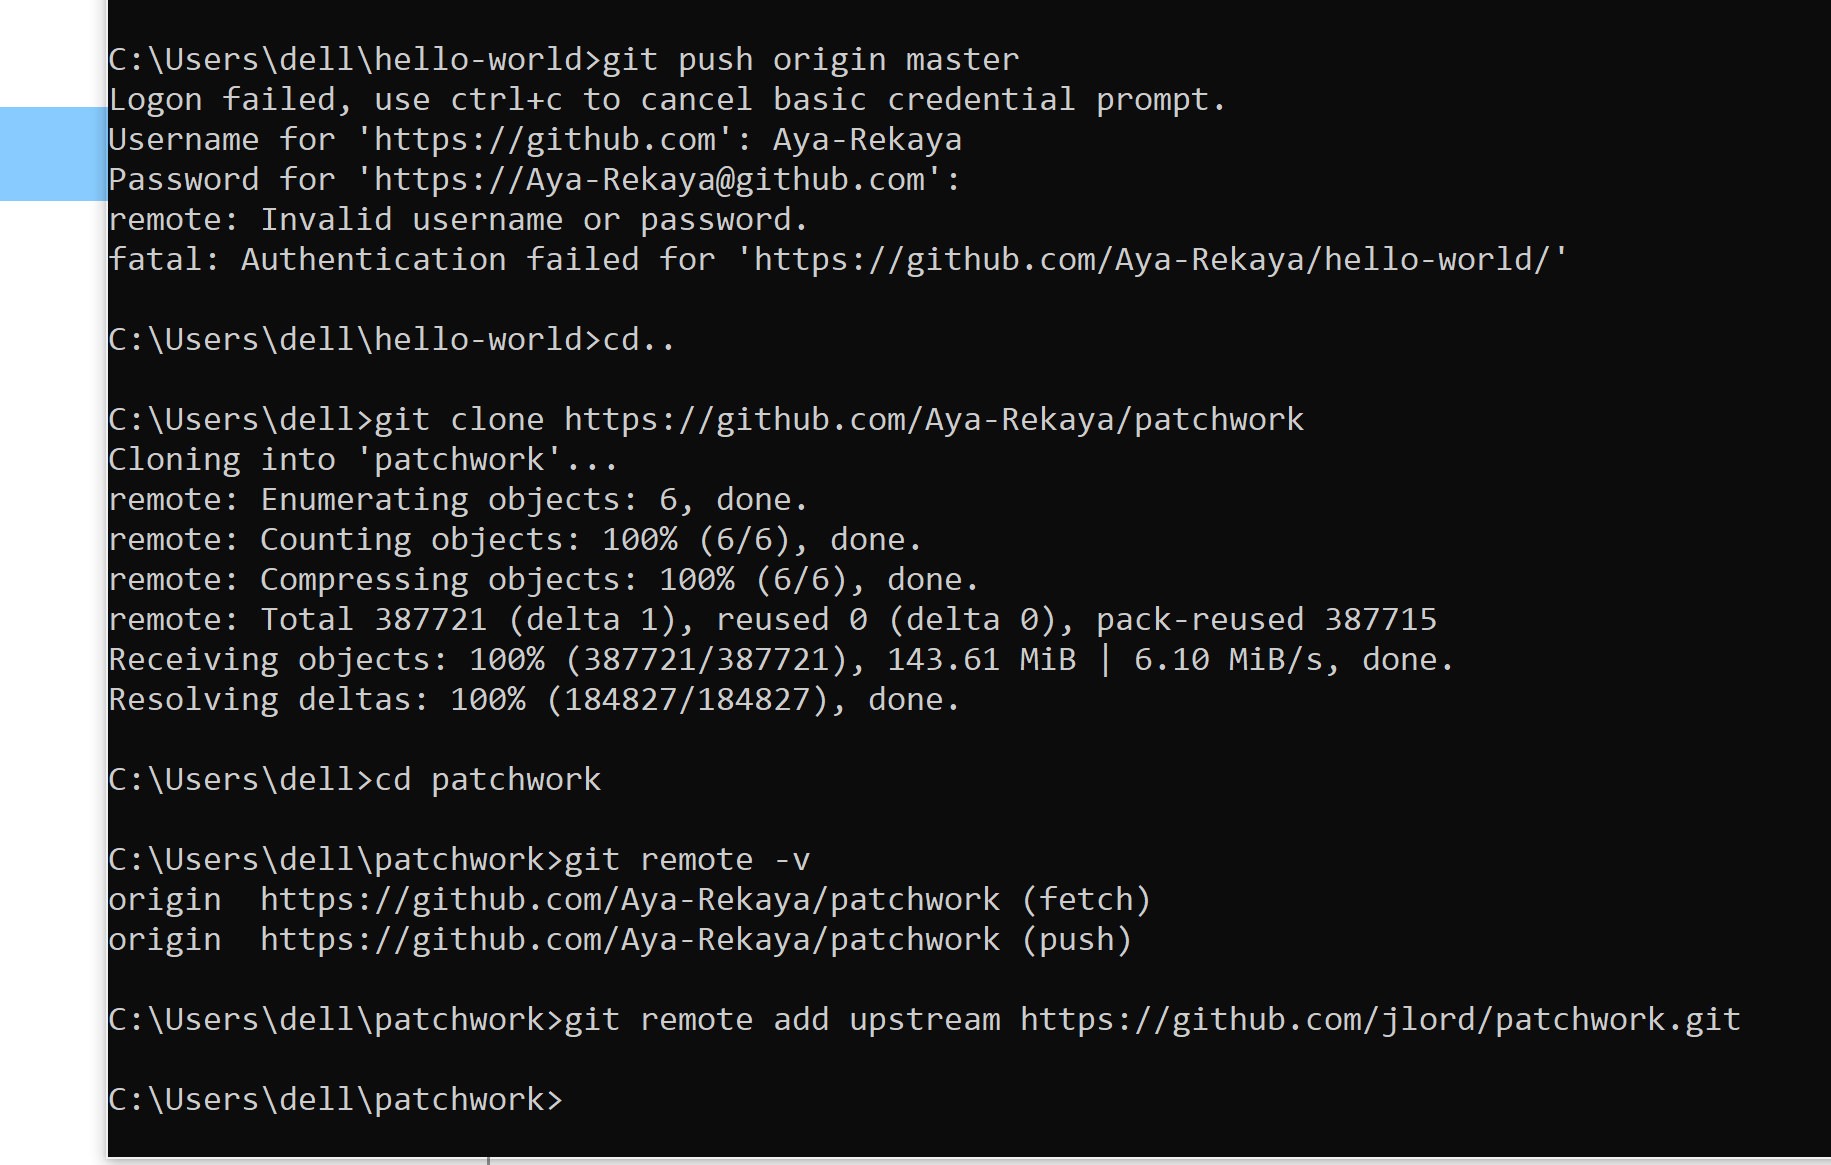 C:\Users\dell\hello-world>git push origin master
Logon failed, use ctrl+c to cancel basic credential prompt.
Username for 'https://github.com': Aya-Rekaya
Password for 'https://Aya-Rekaya@github.com':
remote: Invalid username or password.
fatal: Authentication failed for 'https://github.com/Aya-Rekaya/hello-world/'
C:\Users\dell\hello-world>cd..
C:\Users\dell>git clone https://github.com/Aya-Rekaya/patchwork
Cloning into 'patchwork'...
remote: Enumerating objects: 6, done.
remote: Counting objects: 100% (6/6), done.
remote: Compressing objects: 100% (6/6), done.
remote: Total 387721 (delta 1), reused 0 (delta 0), pack-reused 387715
Receiving objects: 100% (387721/387721), 143.61 MiB | 6.10 MiB/s, done.
Resolving deltas: 100% (184827/184827), done.
C:\Users\dell>cd patchwork
C:\Users\dell\patchwork>git remote -v
origin  https://github.com/Aya-Rekaya/patchwork (fetch)
origin  https://github.com/Aya-Rekaya/patchwork (push)
C:\Users\dell\patchwork>git remote add upstream https://github.com/jlord/patchwork.git
C:\Users\dell\patchwork>